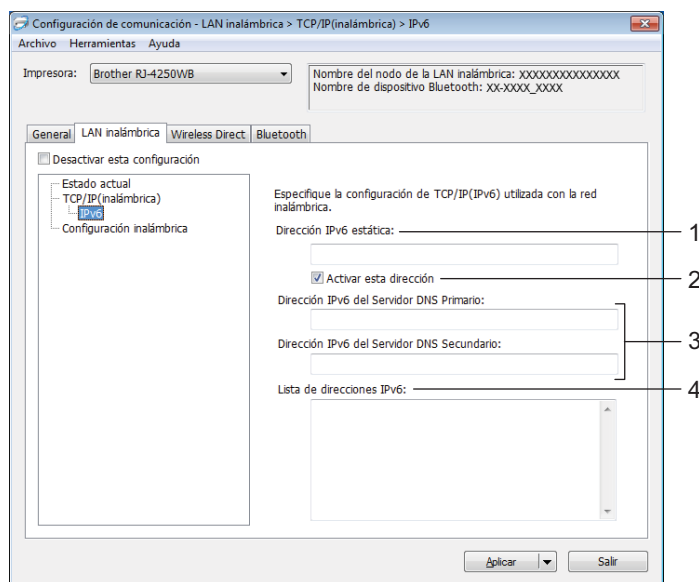 Configuración de comunicación - LAN inalámbrica > TCP/IP(inalámbrica) > IPv6
Archivo Herramientas Ayuda
Impresora:
Brother RJ-4250WB
Nombre del nodo de la LAN inalámbrica: XXXXXXXXXXXXXXX
Nombre de dispositivo Bluetooth: XX-XXXX_XXXX
General LAN inalámbrica Wireless Direct Bluetooth
Desactivar esta configuración
Estado actual
TCP/IP(inalámbrica)
IPv6
Configuración inalámbrica
Especifique la configuración de TCP/IP(IPv6) utilizada con la red
inalámbrica.
Dirección IPv6 estática:
1
Activar esta dirección
2
Dirección IPv6 del Servidor DNS Primario:
3
Dirección IPv6 del Servidor DNS Secundario:
Lista de direcciones IPv6:
4
Aplicar Salir